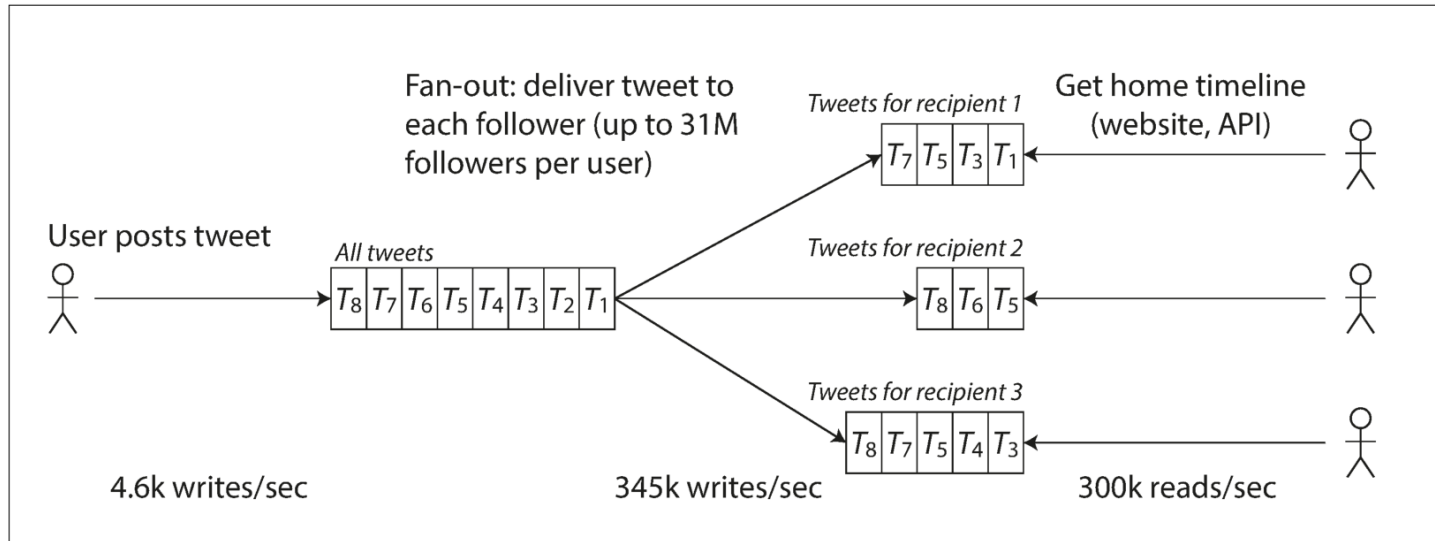 Fan-out: deliver tweet to
each follower (up to 31M
followers per user)
Tweets for recipient 1
T₇ T₅ T₃ T₁
Get home timeline
(website, API)
User posts tweet
All tweets
T₈ T₇ T₆ T₅ T₄ T₃ T₂ T₁
Tweets for recipient 2
T₈ T₆ T₅
Tweets for recipient 3
T₈ T₇ T₅ T₄ T₃
4.6k writes/sec
345k writes/sec
300k reads/sec